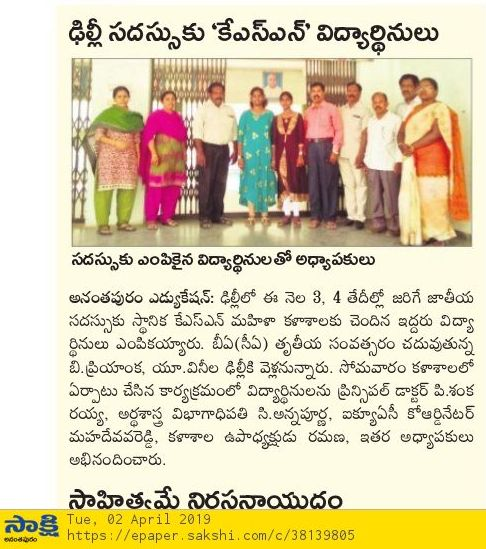 ఢిల్లీ సదస్సుకు ‘కేఎస్ఎన్’ విద్యార్థినులు
సదస్సుకు ఎంపికైన విద్యార్థినులతో అధ్యాపకులు
అనంతపురం ఎడ్యుకేషన్: ఢిల్లీలో ఈ నెల 3, 4 తేదీల్లో జరిగే జాతీయ
సదస్సుకు స్థానిక కేఎస్ఎన్ మహిళా కళాశాలకు చెందిన ఇద్దరు విద్యా
ర్థినులు ఎంపికయ్యారు. బీఏ(సీఏ) తృతీయ సంవత్సరం చదువుతున్న
బి.ప్రియాంక, యూ.వినీల ఢిల్లీకి వెళ్లనున్నారు. సోమవారం కళాశాలలో
ఏర్పాటు చేసిన కార్యక్రమంలో విద్యార్థినులను ప్రిన్సిపల్ డాక్టర్ పి.శంక
రయ్య, అర్థశాస్త్ర విభాగాధిపతి సి.అన్నపూర్ణ, ఐక్యూఏసీ కోఆర్డినేటర్
మహదేవరెడ్డి, కళాశాల ఉపాధ్యక్షుడు రమణ, ఇతర అధ్యాపకులు
అభినందించారు.
సాహిత్యమే నిరసనాయుధం
సాక్షి
అనంతపురం
Tue, 02 April 2019
https://epaper.sakshi.com/c/38139805